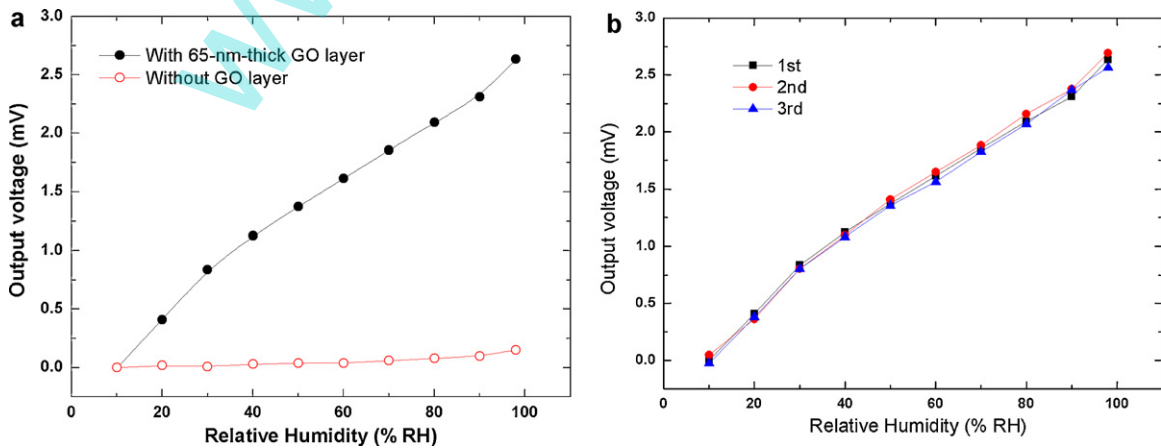 a
3.0
2.5
2.0
1.5
1.0
0.5
0.0
Output voltage (mV)
With 65-nm-thick GO layer
Without GO layer
0 20 40 60 80 100
Relative Humidity (% RH)
b
3.0
2.5
2.0
1.5
1.0
0.5
0.0
Output voltage (mV)
1st
2nd
3rd
0 20 40 60 80 100
Relative Humidity (% RH)